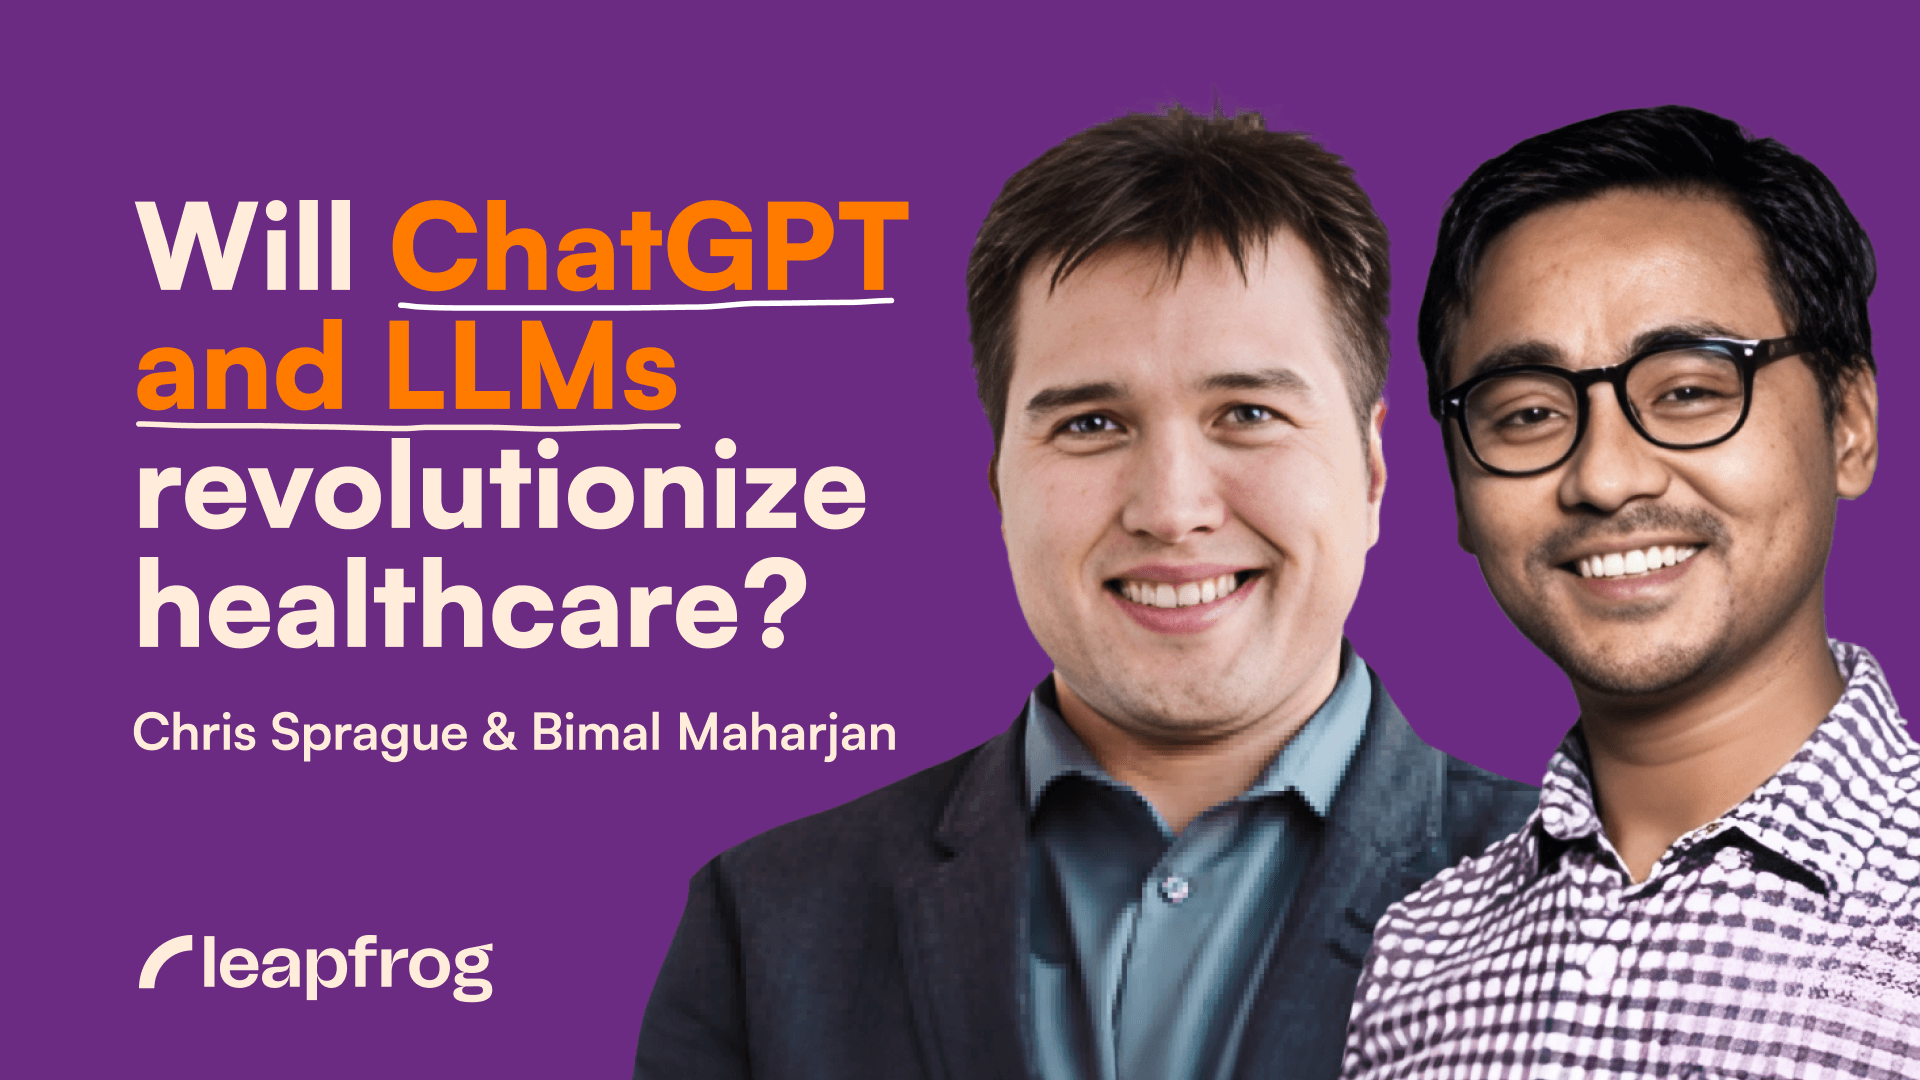 Will ChatGPT
and LLMs
revolutionize
healthcare?
Chris Sprague & Bimal Maharjan
leapfrog